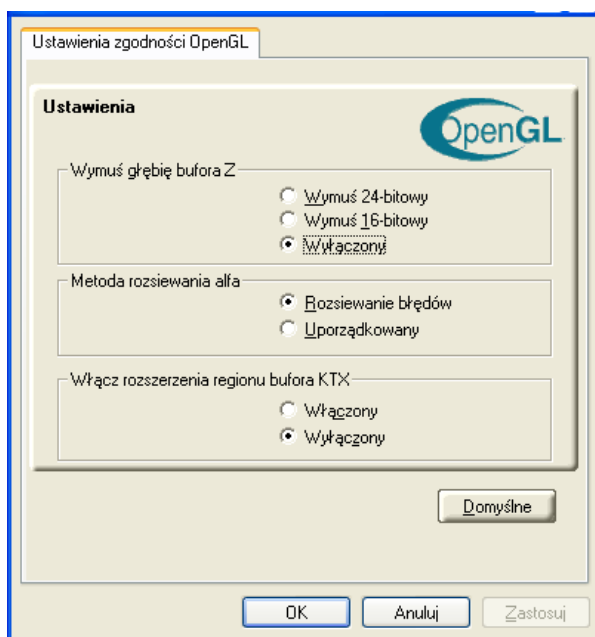 Ustawienia zgodności OpenGL
Ustawienia
OpenGL
Wymuś głębię bufora Z
Wymuś 24-bitowy
Wymuś 16-bitowy
Wyłączony
Metoda rozsiewania alfa
Rozsiewanie błędów
Uporządkowany
Włącz rozszerzenia regionu bufora KTX
Włączony
Wyłączony
Domyślne
OK Anuluj Zastosuj